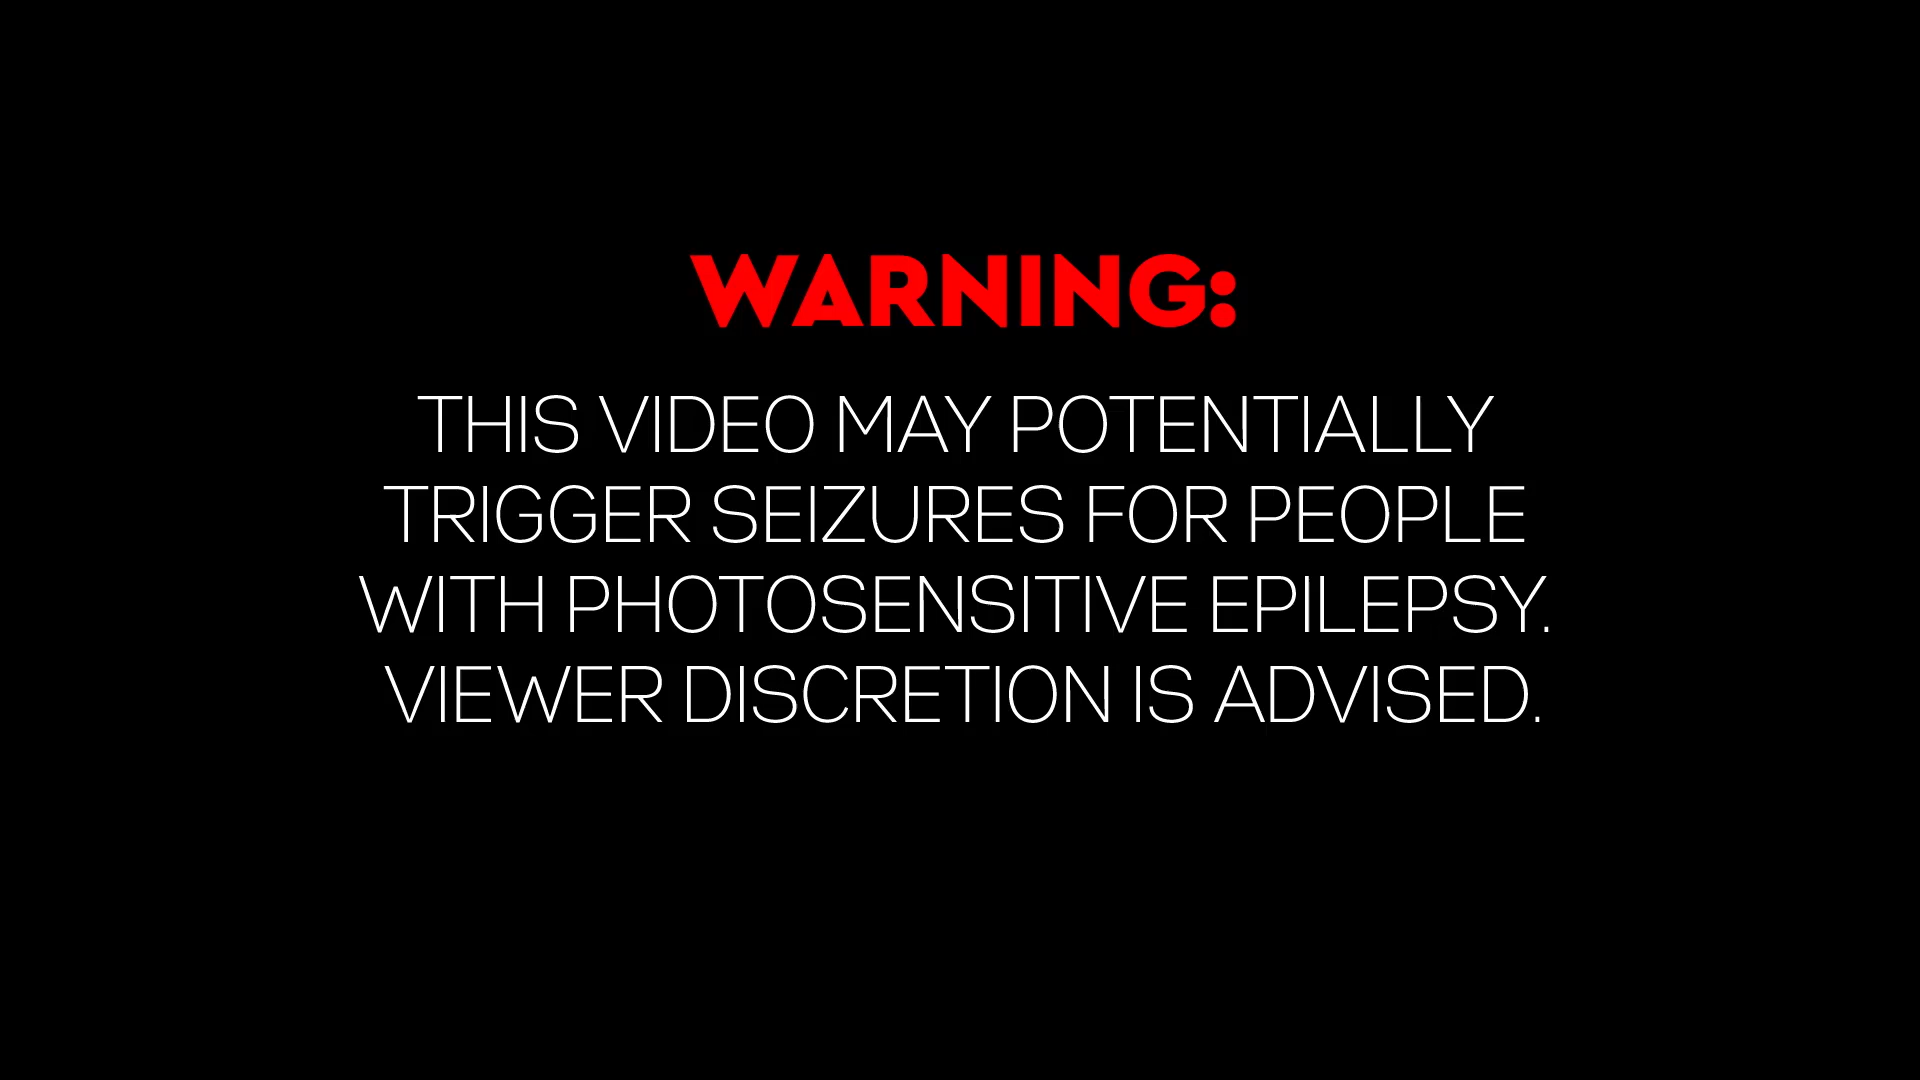 WARNING:
THIS VIDEO MAY POTENTIALLY
TRIGGER SEIZURES FOR PEOPLE
WITH PHOTOSENSITIVE EPILEPSY.
VIEWER DISCRETION IS ADVISED.